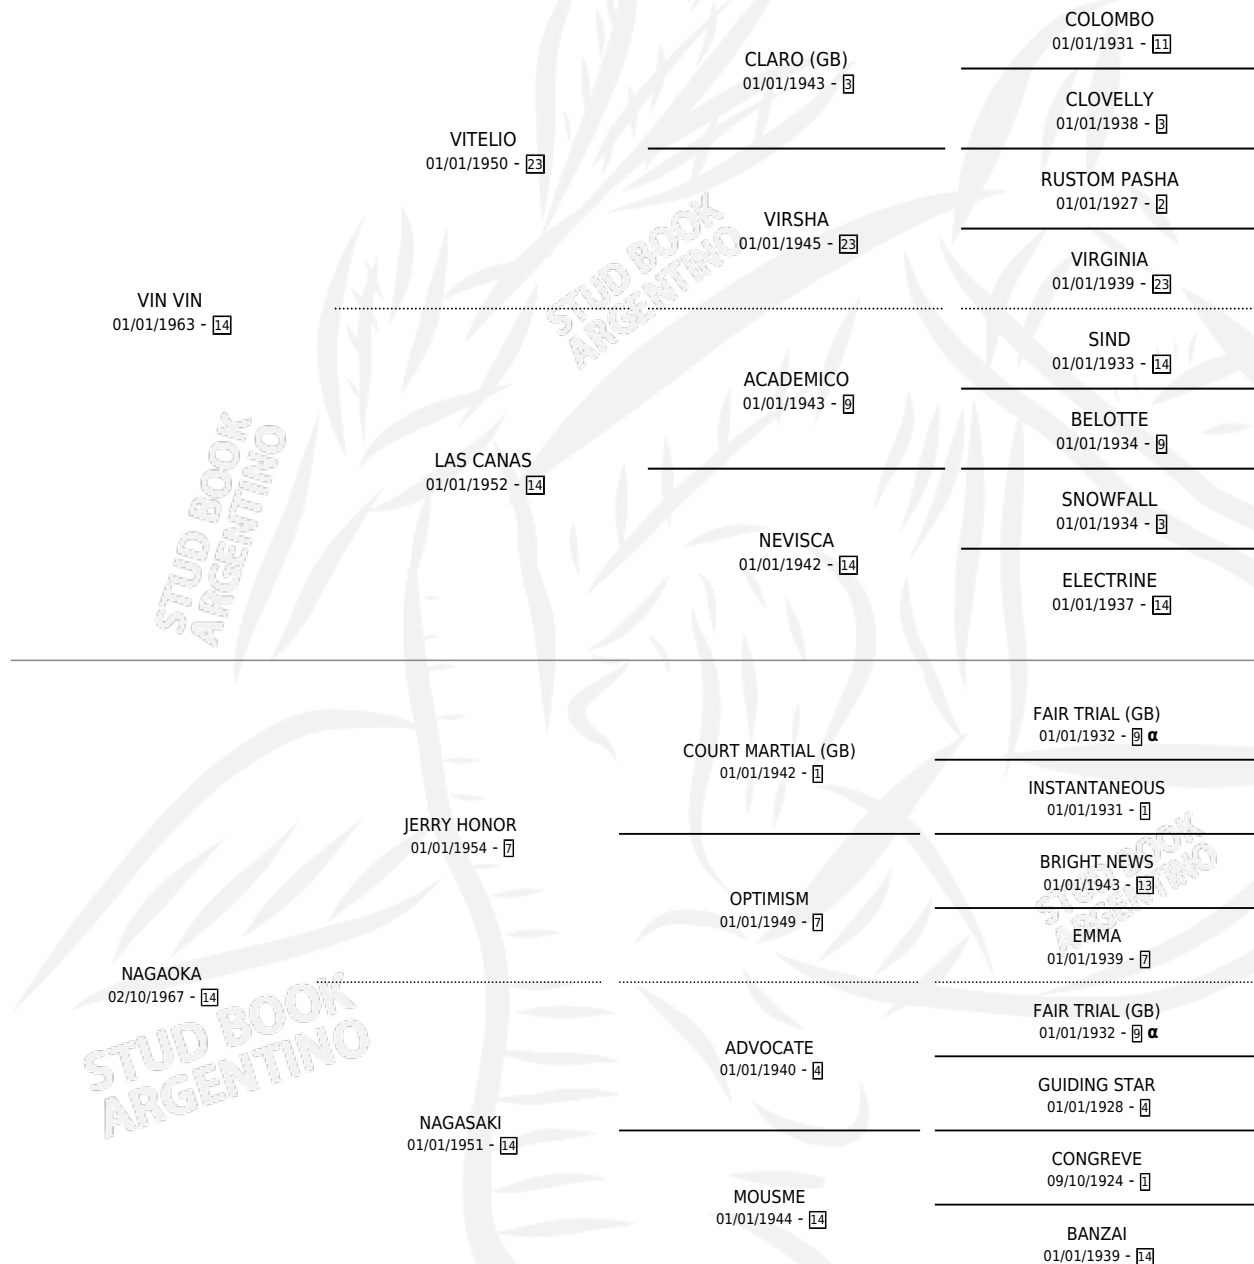 COLOMBO
01/01/1931 - 11
CLARO (GB)
01/01/1943 - 3
CLOVELLY
01/01/1938 - 3
VITELIO
01/01/1950 - 23
RUSTOM PASHA
01/01/1927 - 2
VIRSHA
01/01/1945 - 23
VIRGINIA
01/01/1939 - 23
VIN VIN
01/01/1963 - 14
SIND
01/01/1933 - 14
ACADEMICO
01/01/1943 - 9
BELOTTE
01/01/1934 - 9
LAS CANAS
01/01/1952 - 14
SNOWFALL
01/01/1934 - 3
NEVISCA
01/01/1942 - 14
ELECTRINE
01/01/1937 - 14
FAIR TRIAL (GB)
01/01/1932 - 9 α
COURT MARTIAL (GB)
01/01/1942 - 1
INSTANTANEOUS
01/01/1931 - 1
JERRY HONOR
01/01/1954 - 7
BRIGHT NEWS
01/01/1943 - 13
OPTIMISM
01/01/1949 - 7
EMMA
01/01/1939 - 7
NAGAOKA
02/10/1967 - 14
FAIR TRIAL (GB)
01/01/1932 - 9 α
ADVOCATE
01/01/1940 - 4
GUIDING STAR
01/01/1928 - 4
NAGASAKI
01/01/1951 - 14
CONGREVE
09/10/1924 - 1
MOUSME
01/01/1944 - 14
BANZAI
01/01/1939 - 14
STUD BOOK
ARGENTINO
STUD BOOK
ARGENTINO
STUD BOOK
ARGENTINO
STUD BOOK
ARGENTINO